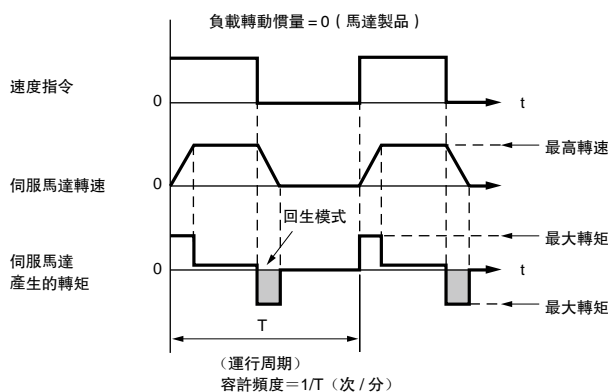 負載轉動慣量=0（馬達製品）
速度指令
0
t
最高轉速
伺服馬達轉速
0
回生模式
最大轉矩
伺服馬達
產生的轉矩
0
t
最大轉矩
T
（運行周期）
容許頻度=1/T（次/分）